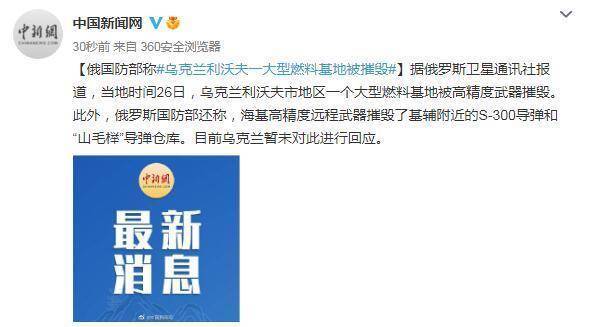 中国新闻网
30秒前 来自 360安全浏览器
【俄国防部称#乌克兰利沃夫一大型燃料基地被摧毁#】据俄罗斯卫星通讯社报
道，当地时间26日，乌克兰利沃夫市地区一个大型燃料基地被高精度武器摧毁。
此外，俄罗斯国防部还称，海基高精度远程武器摧毁了基辅附近的S-300导弹和
“山毛榉”导弹仓库。目前乌克兰暂未对此进行回应。
中新網
CHINANEWS.COM
中新網
最新
消息